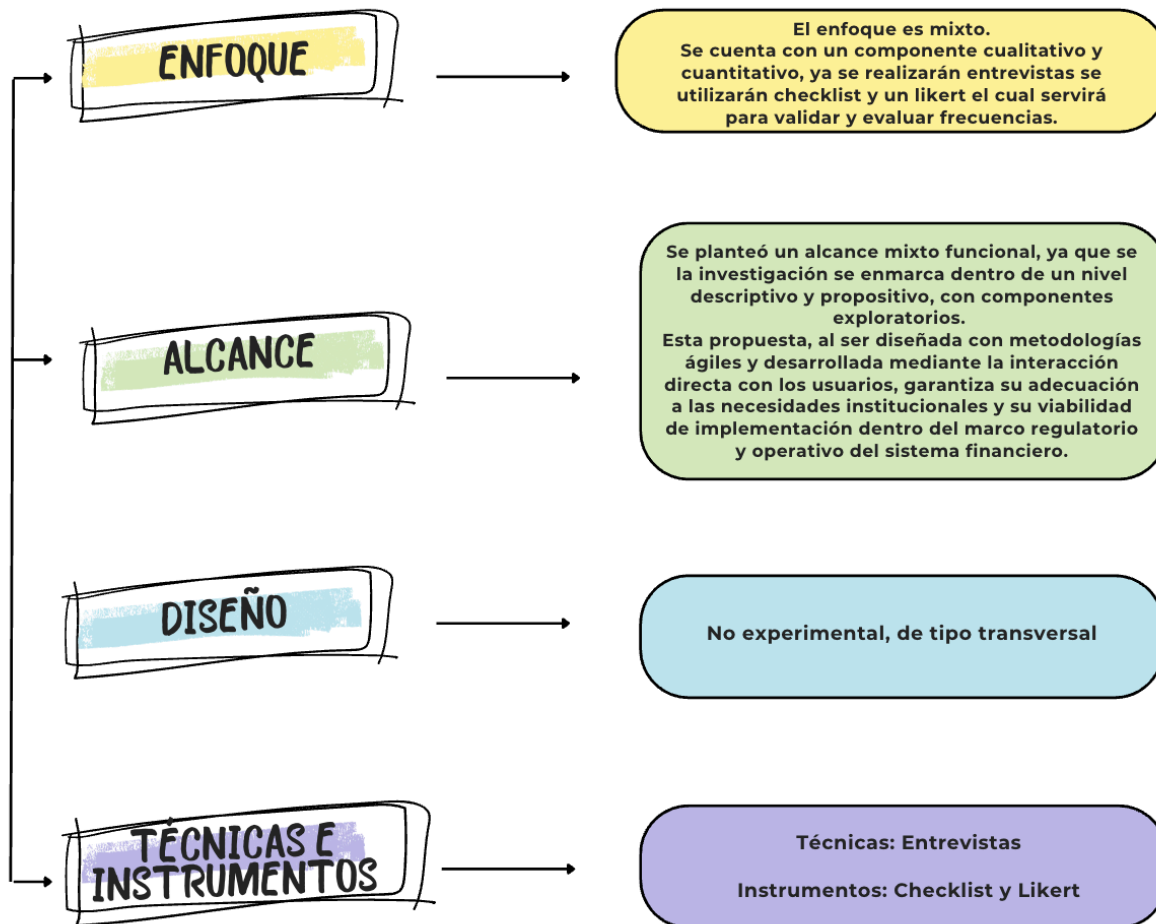 ENFOQUE
El enfoque es mixto.
Se cuenta con un componente cualitativo y
cuantitativo, ya se realizarán entrevistas se
utilizarán checklist y un likert el cual servirá
para validar y evaluar frecuencias.
ALCANCE
Se planteó un alcance mixto funcional, ya que se
la investigación se enmarca dentro de un nivel
descriptivo y propositivo, con componentes
exploratorios.
Esta propuesta, al ser diseñada con metodologías
ágiles y desarrollada mediante la interacción
directa con los usuarios, garantiza su adecuación
a las necesidades institucionales y su viabilidad
de implementación dentro del marco regulatorio
y operativo del sistema financiero.
DISEÑO
No experimental, de tipo transversal
TÉCNICAS E
INSTRUMENTOS
Técnicas: Entrevistas
Instrumentos: Checklist y Likert